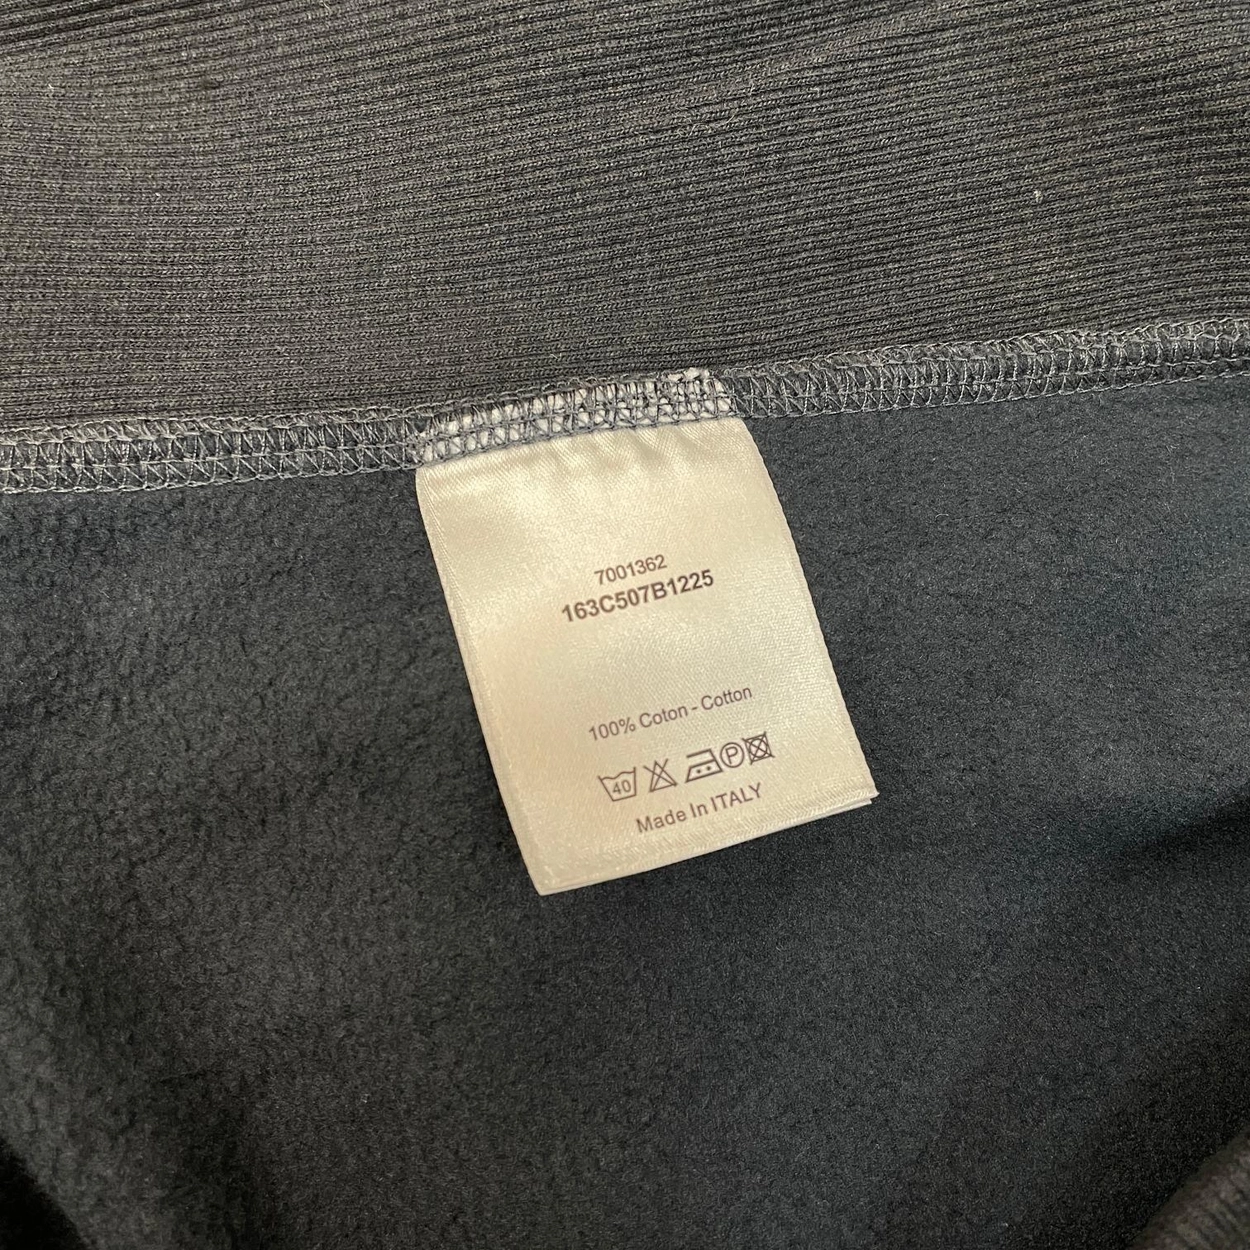 7001362
163C507B1225
100% Coton - Cotton
40 P
Made In ITALY